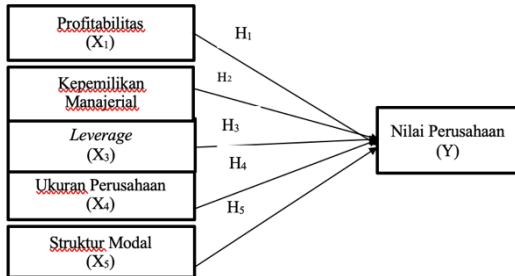 Profitabilitas
(X₁)
H₁
Kepemilikan
Manajerial
H₂
Leverage
(X₃)
H₃
Ukuran Perusahaan
(X₄)
H₄
Struktur Modal
(X₅)
H₅
Nilai Perusahaan
(Y)